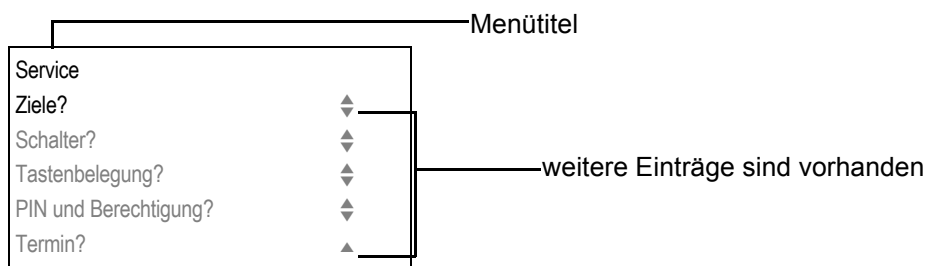 Menütitel
Service
Ziele?
Schalter?
Tastenbelegung?
weitere Einträge sind vorhanden
PIN und Berechtigung?
Termin?